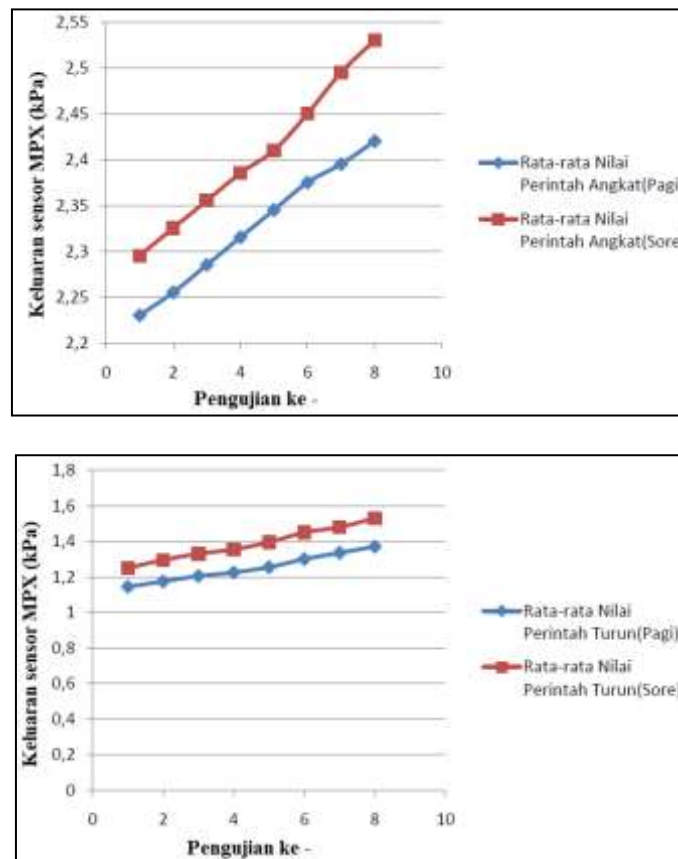 2,55
2,5
2,45
2,4
2,35
2,3
2,25
2,2
Keluaran sensor MPX (kPa)
0 2 4 6 8 10
Pengujian ke -
Rata-rata Nilai
Perintah Angkat(Pagi
Rata-rata Nilai
Perintah Angkat(Sore
1,8
1,6
1,4
1,2
1
0,8
0,6
0,4
0,2
0
Keluaran sensor MPX (kPa)
0 2 4 6 8 10
Pengujian ke -
Rata-rata Nilai
Perintah Turun(Pagi)
Rata-rata Nilai
Perintah Turun(Sore)